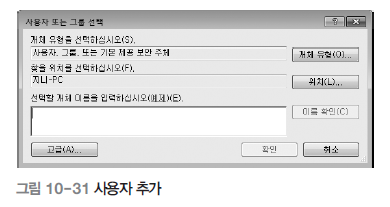 사용자 또는 그룹 선택
개체 유형을 선택하십시오(S).
사용자, 그룹, 또는 기본 제공 보안 주체
개체 유형(O)...
찾을 위치를 선택하십시오(F).
지니-PC
위치(L)...
선택할 개체 이름을 입력하십시오(예제)(E).
이름 확인(C)
고급(A)...
확인
취소
그림 10-31 사용자 추가